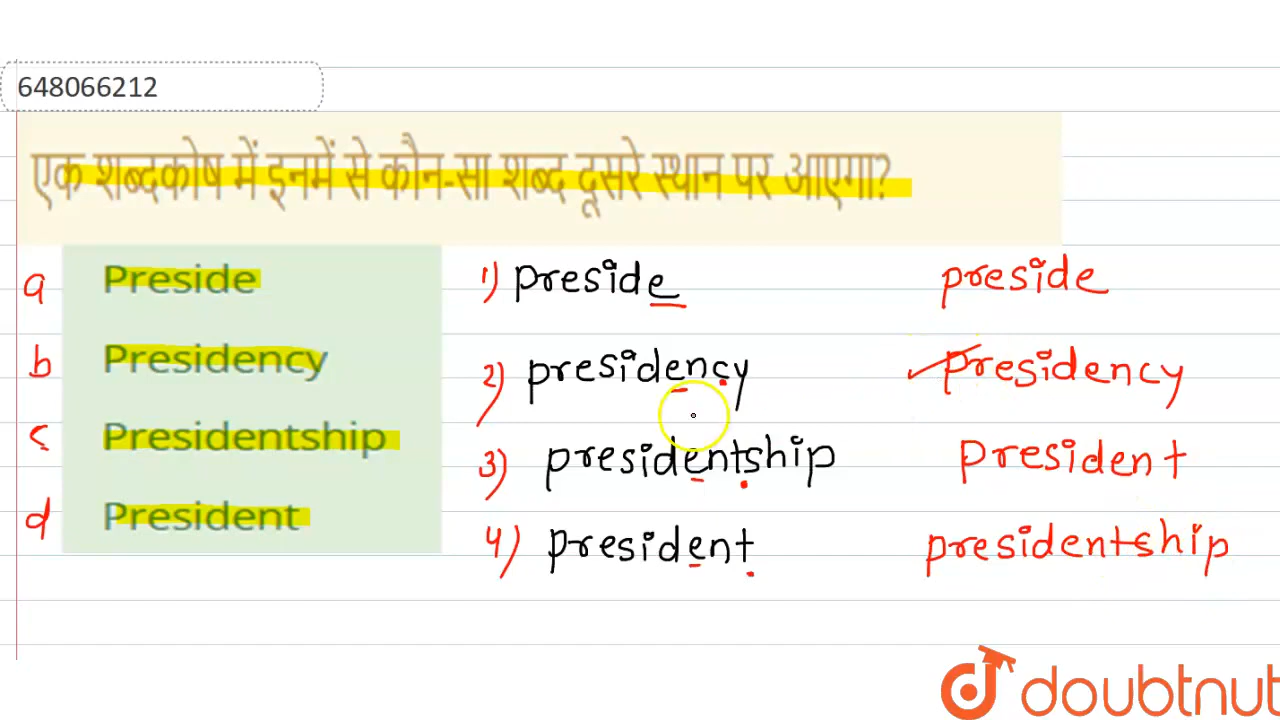 648066212
एक शब्दकोष में इनमें से कौन-सा शब्द दूसरे स्थान पर आएगा?
a Preside 1) preside preside
b Presidency 2) presidency presidency
c Presidentship 3) presidentship president
d President 4) president presidentship
doubtnut